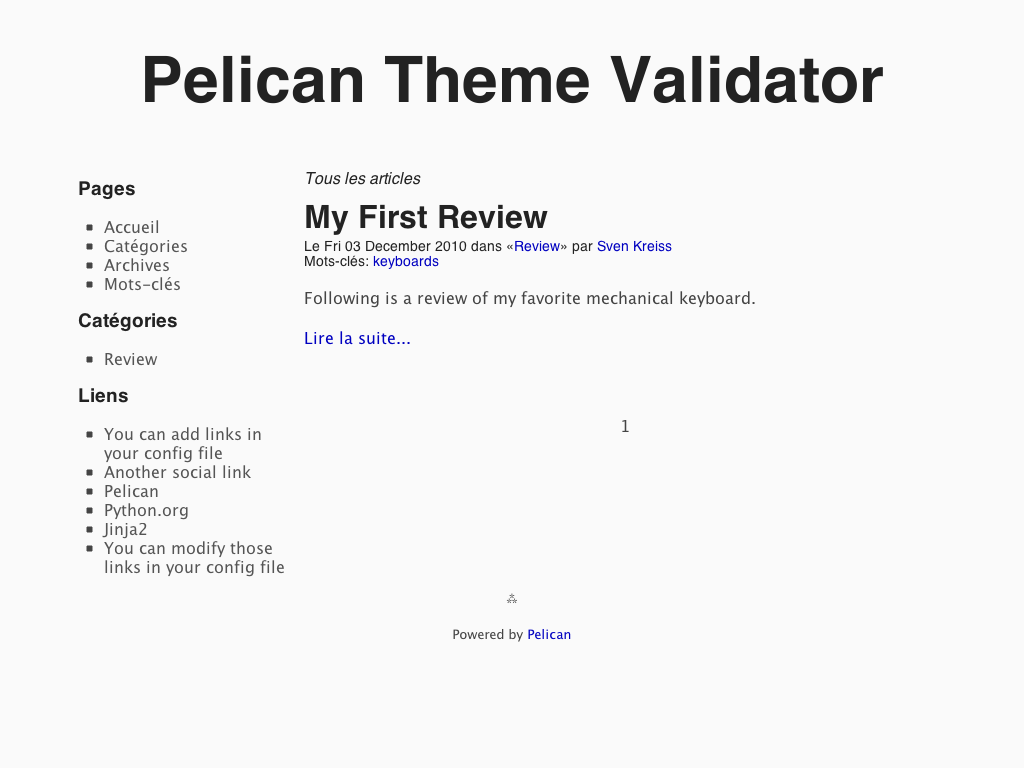 Pelican Theme Validator
Pages
Accueil
Catégories
Archives
Mots-clés
Catégories
Review
Liens
You can add links in
your config file
Another social link
Pelican
Python.org
Jinja2
You can modify those
links in your config file
Tous les articles
My First Review
Le Fri 03 December 2010 dans «Review» par Sven Kreiss
Mots-clés: keyboards
Following is a review of my favorite mechanical keyboard.
Lire la suite...
1
⁂
Powered by Pelican